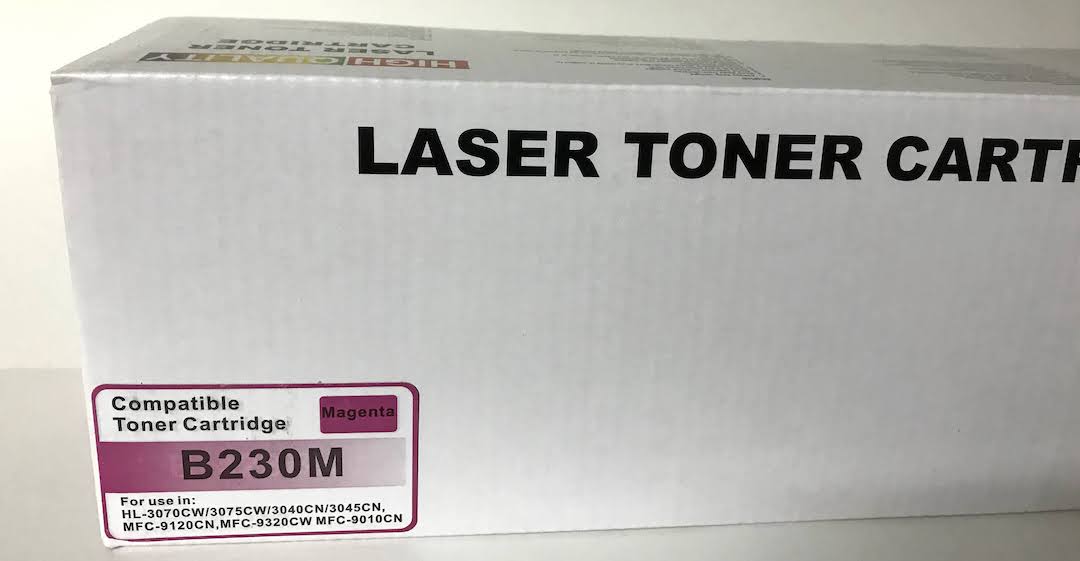 HIGH QUALITY
LASER TONER
CARTRIDGE
LASER TONER
Compatible
Toner Cartridge
Magenta
B230M
For use in:
HL-3070CW/3075CW/3040CN/3045CN,
MFC-9120CN,MFC-9320CW MFC-9010CN